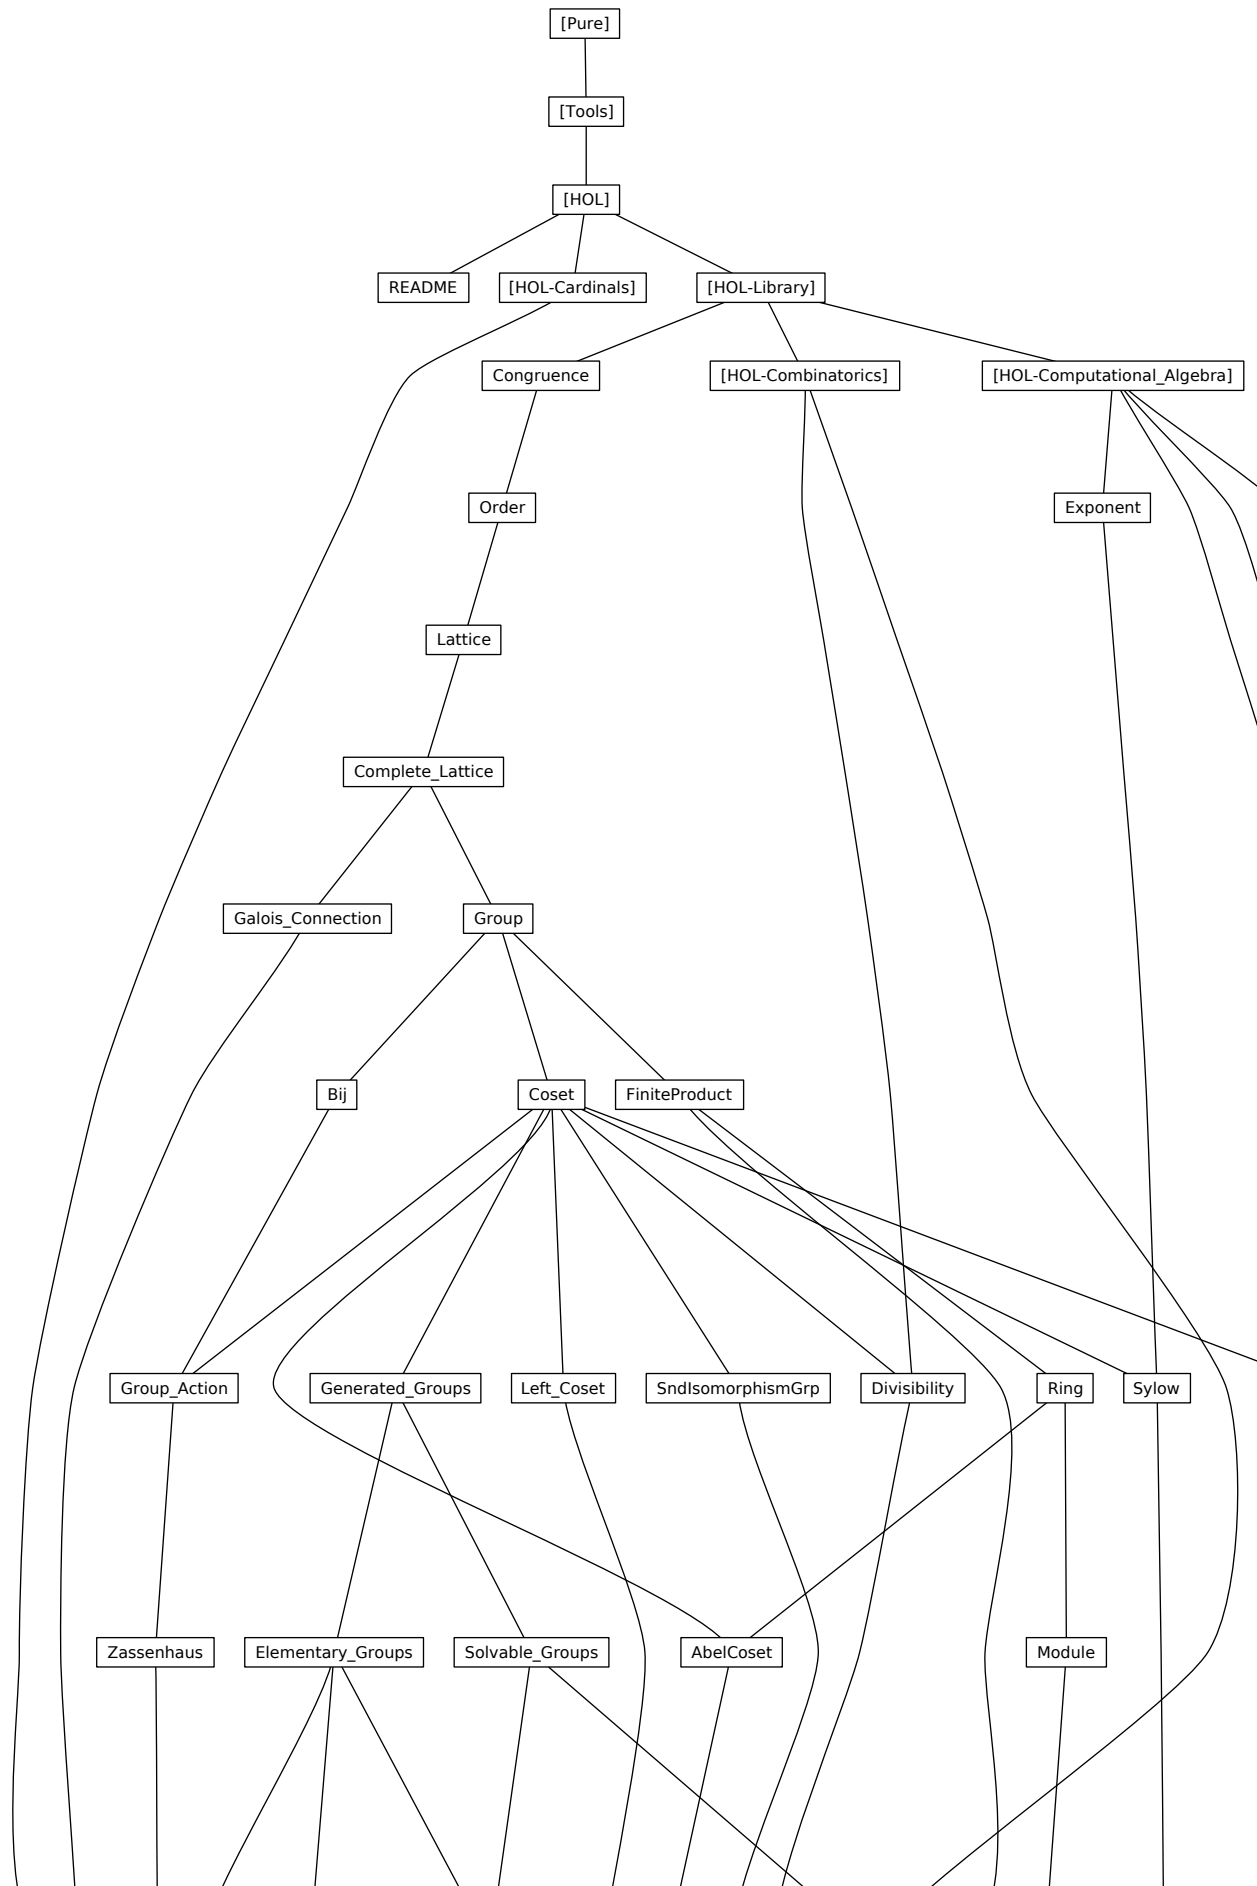 [Pure]
[Tools]
[HOL]
README
[HOL-Cardinals]
[HOL-Library]
Congruence
[HOL-Combinatorics]
[HOL-Computational_Algebra]
Order
Exponent
Lattice
Complete_Lattice
Galois_Connection
Group
Bij
Coset
FiniteProduct
Group_Action
Generated_Groups
Left_Coset
SndIsomorphismGrp
Divisibility
Ring
Sylow
Zassenhaus
Elementary_Groups
Solvable_Groups
AbelCoset
Module